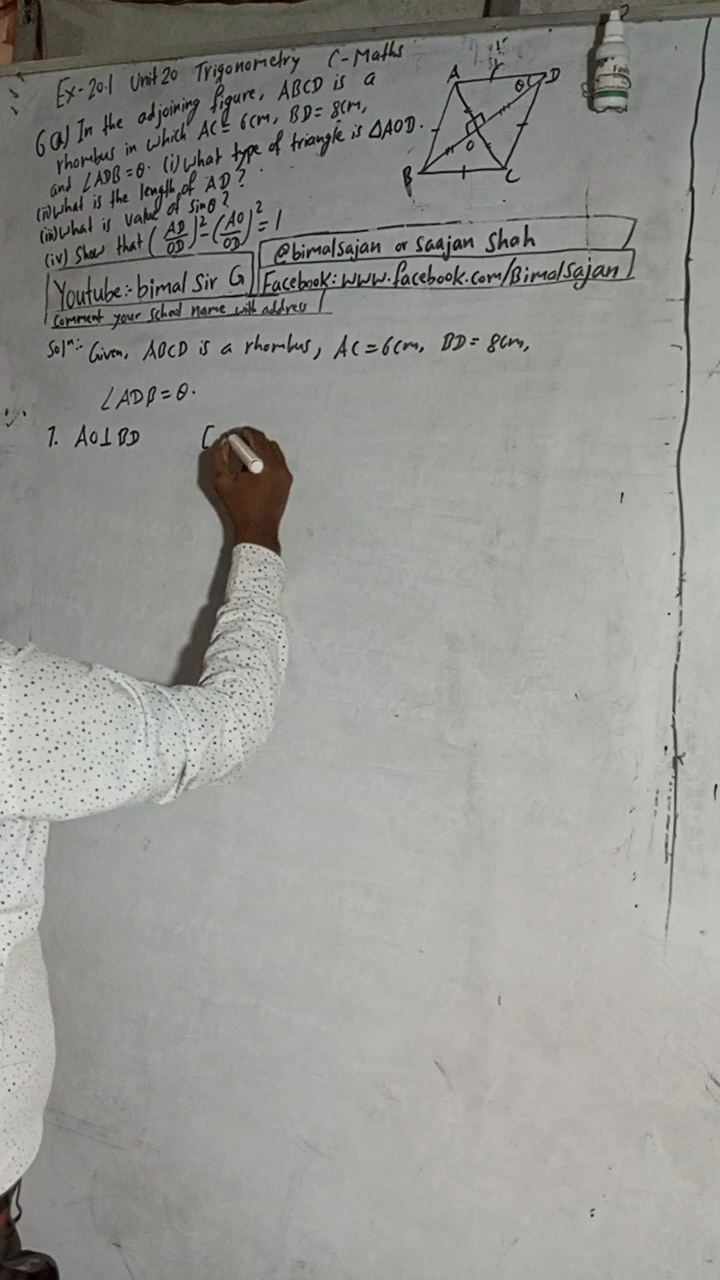 Ex-20.1 Unit 20 Trigonometry C-Maths
6(a) In the adjoining figure, ABCD is a
rhombus in which AC = 6cm, BD = 8cm,
and ∠ADB = θ. (i) what type of triangle is ΔAOD.
(ii) what is the length of AD?
(iii) what is value of sinθ?
(iv) Show that (AD/OD)² - (AO/OD)² = 1
A
D
θ
O
B
C
@bimalsajan or Saajan Shah
Youtube:- bimal Sir G
Facebook: www.facebook.com/Bimalsajan
Comment your school name with address
Solⁿ:- Given, ABCD is a rhombus, AC = 6cm, BD = 8cm,
∠ADB = θ.
1. AO⊥BD